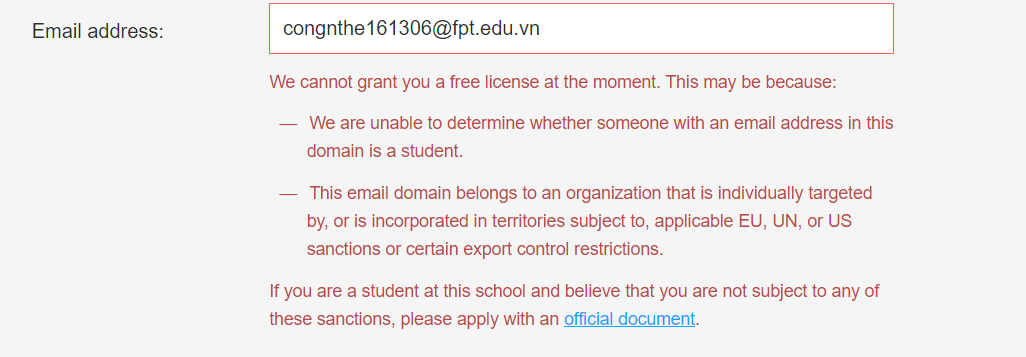 Email address:
congnthe161306@fpt.edu.vn
We cannot grant you a free license at the moment. This may be because:
— We are unable to determine whether someone with an email address in this
domain is a student.
— This email domain belongs to an organization that is individually targeted
by, or is incorporated in territories subject to, applicable EU, UN, or US
sanctions or certain export control restrictions.
If you are a student at this school and believe that you are not subject to any of
these sanctions, please apply with an official document.